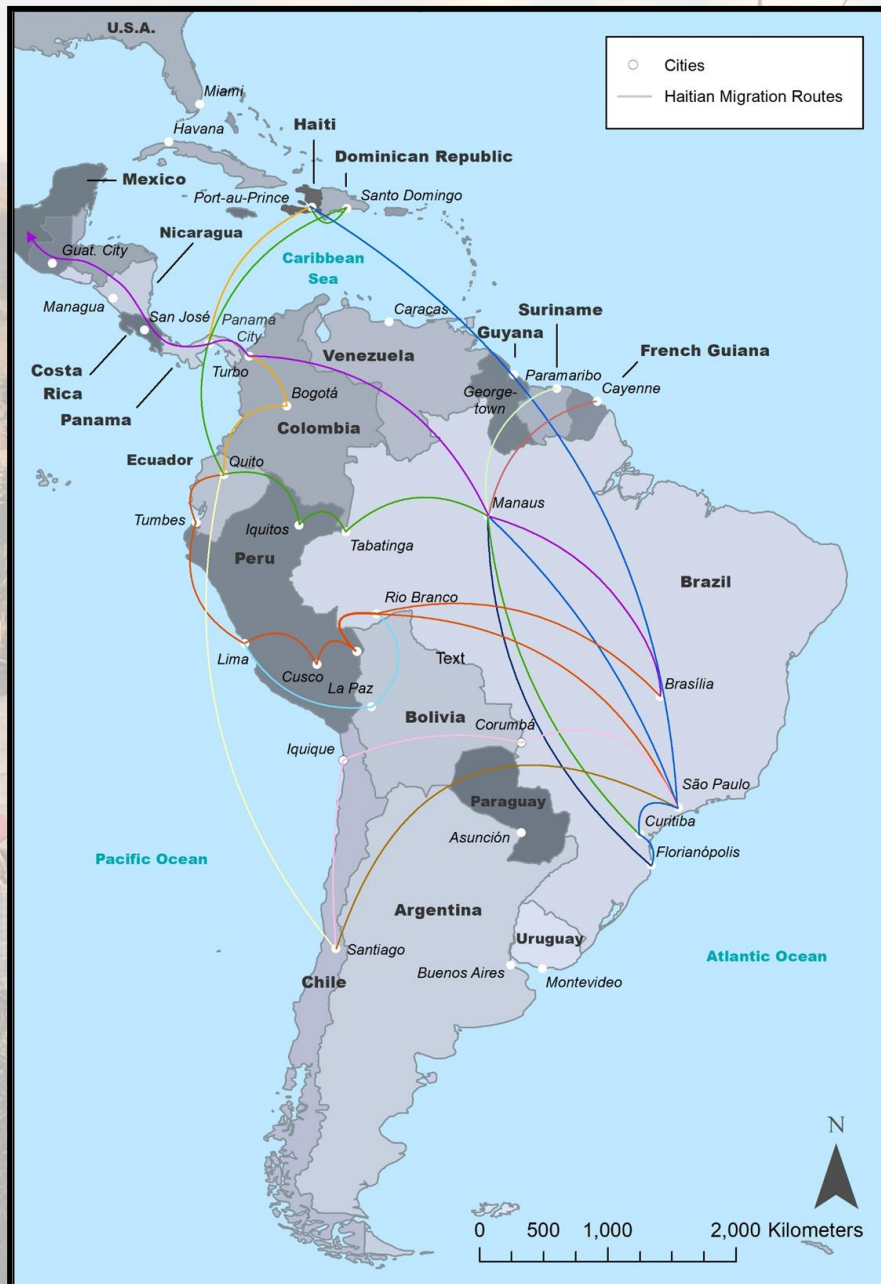 U.S.A.
Cities
Haitian Migration Routes
Miami
Havana
Haiti
Dominican Republic
Mexico
Port-au-Prince
Santo Domingo
Nicaragua
Guat. City
Caribbean
Sea
Managua
San José
Panama
City
Caracas
Suriname
Guyana
Costa
Rica
Venezuela
Paramaribo
French Guiana
Turbo
George-
town
Cayenne
Panama
Bogotá
Colombia
Ecuador
Quito
Tumbes
Iquitos
Manaus
Tabatinga
Peru
Brazil
Rio Branco
Lima
Cusco
La Paz
Text
Brasília
Bolivia
Corumbá
Iquique
São Paulo
Paraguay
Curitiba
Asunción
Florianópolis
Pacific Ocean
Argentina
Uruguay
Santiago
Atlantic Ocean
Buenos Aires
Montevideo
Chile
N
0 500 1,000 2,000 Kilometers